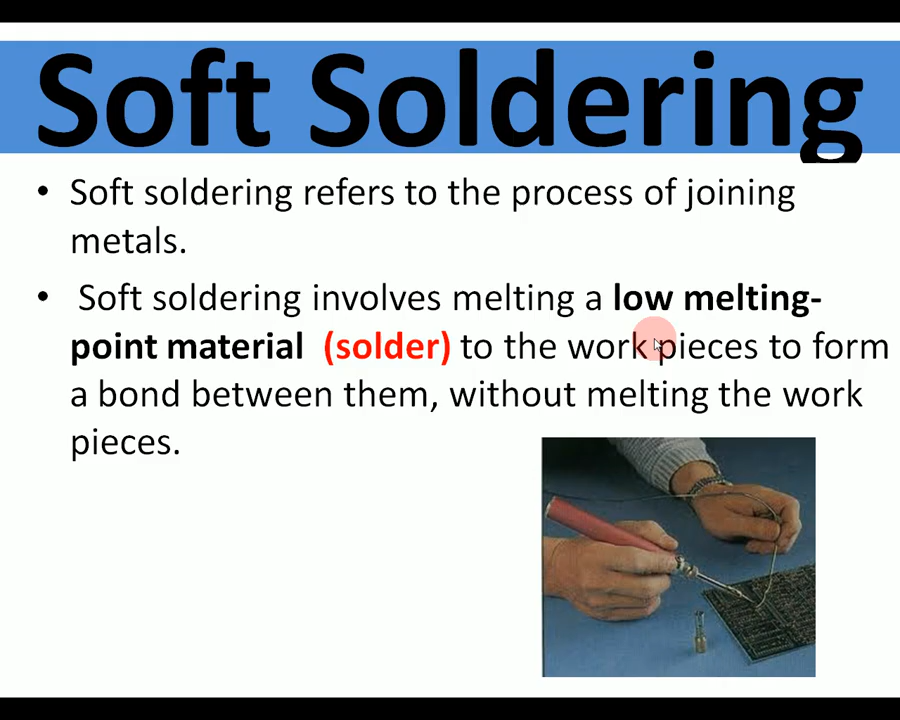 Soft Soldering
• Soft soldering refers to the process of joining
metals.
• Soft soldering involves melting a low melting-
point material (solder) to the work pieces to form
a bond between them, without melting the work
pieces.